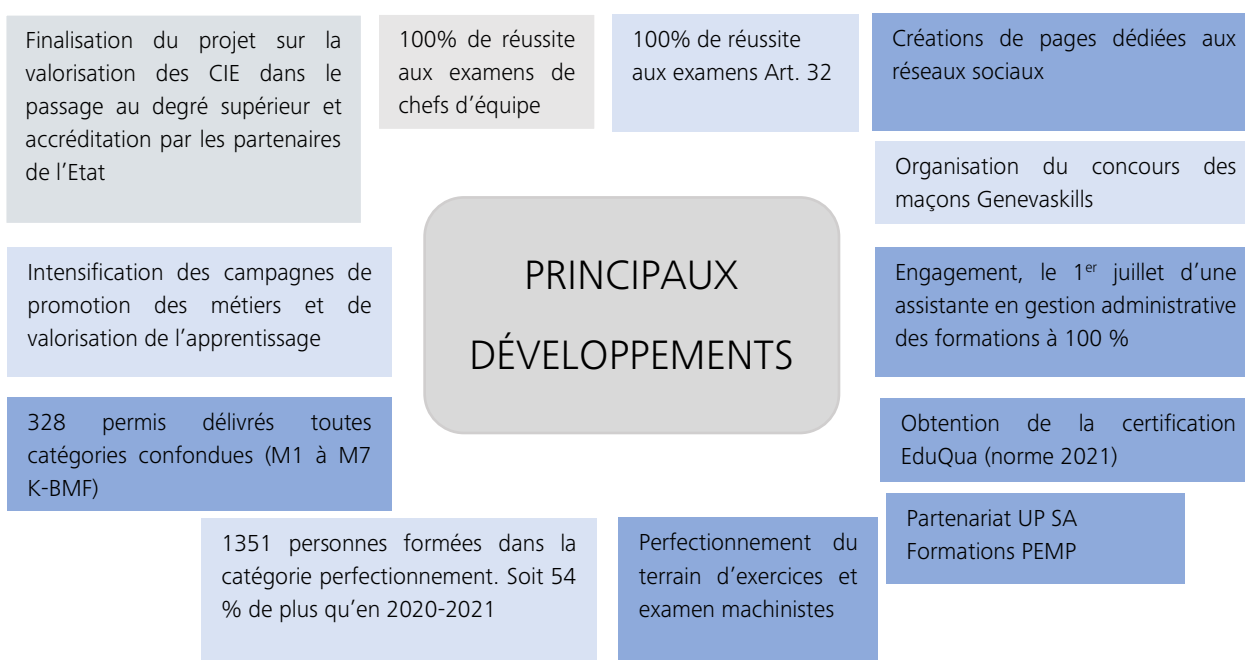 Finalisation du projet sur la
valorisation des CIE dans le
passage au degré supérieur et
accréditation par les partenaires
de l'Etat
100% de réussite
aux examens de
chefs d'équipe
100% de réussite
aux examens Art. 32
Créations de pages dédiées aux
réseaux sociaux
Organisation du concours des
maçons Genevaskills
Intensification des campagnes de
promotion des métiers et de
valorisation de l'apprentissage
PRINCIPAUX
DÉVELOPPEMENTS
Engagement, le 1er juillet d'une
assistante en gestion administrative
des formations à 100 %
328 permis délivrés toutes
catégories confondues (M1 à M7
K-BMF)
Obtention de la certification
EduQua (norme 2021)
Partenariat UP SA
Formations PEMP
1351 personnes formées dans la
catégorie perfectionnement. Soit 54
% de plus qu'en 2020-2021
Perfectionnement du
terrain d'exercices et
examen machinistes